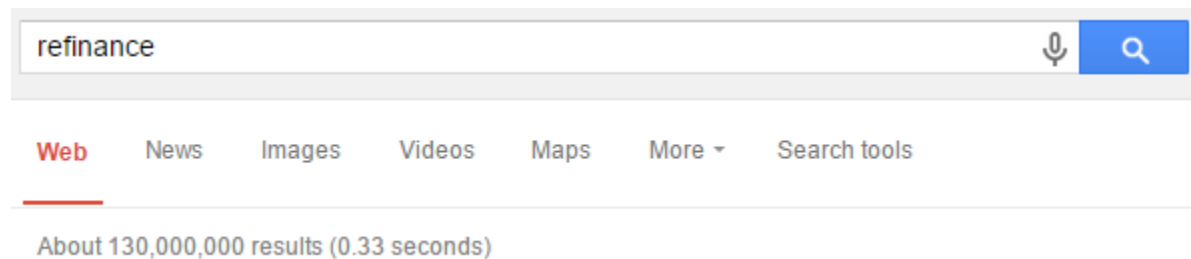 refinance
Web News Images Videos Maps More Search tools
About 130,000,000 results (0.33 seconds)